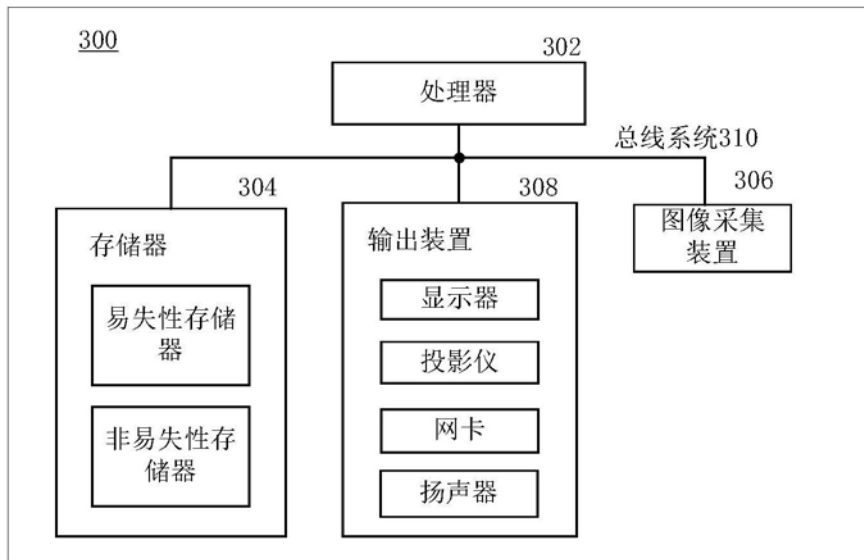 300
302
处理器
总线系统310
304
308
306
存储器
易失性存储
器
非易失性存
储器
输出装置
显示器
投影仪
网卡
扬声器
图像采集
装置